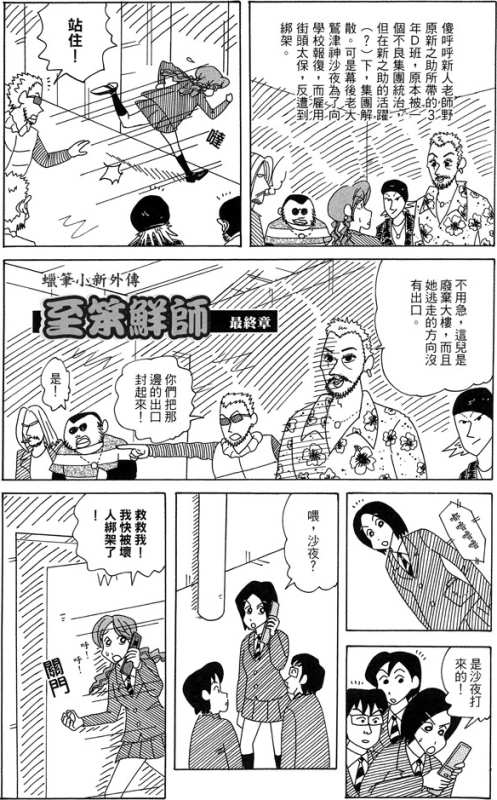 傻呼呼新人老師野
原新之助所帶的3
年D班，原本被一
個不良集團統治，
但在新之助的活躍
（？）下，集團解
散。可是幕後老大
鷲津神沙夜為了向
學校報復，而雇用
街頭太保，反遭到
綁架。
站住！
噠
蠟筆小新外傳
至笨鮮師
最終章
不用急，這兒是
廢棄大樓，而且
她逃走的方向沒
有出口。
你們把那
邊的出口
封起來！
是！
是沙夜打
來的！
喂，沙夜？
救救我！
我快被壞
人綁架了
！
呼！
呼！
關門